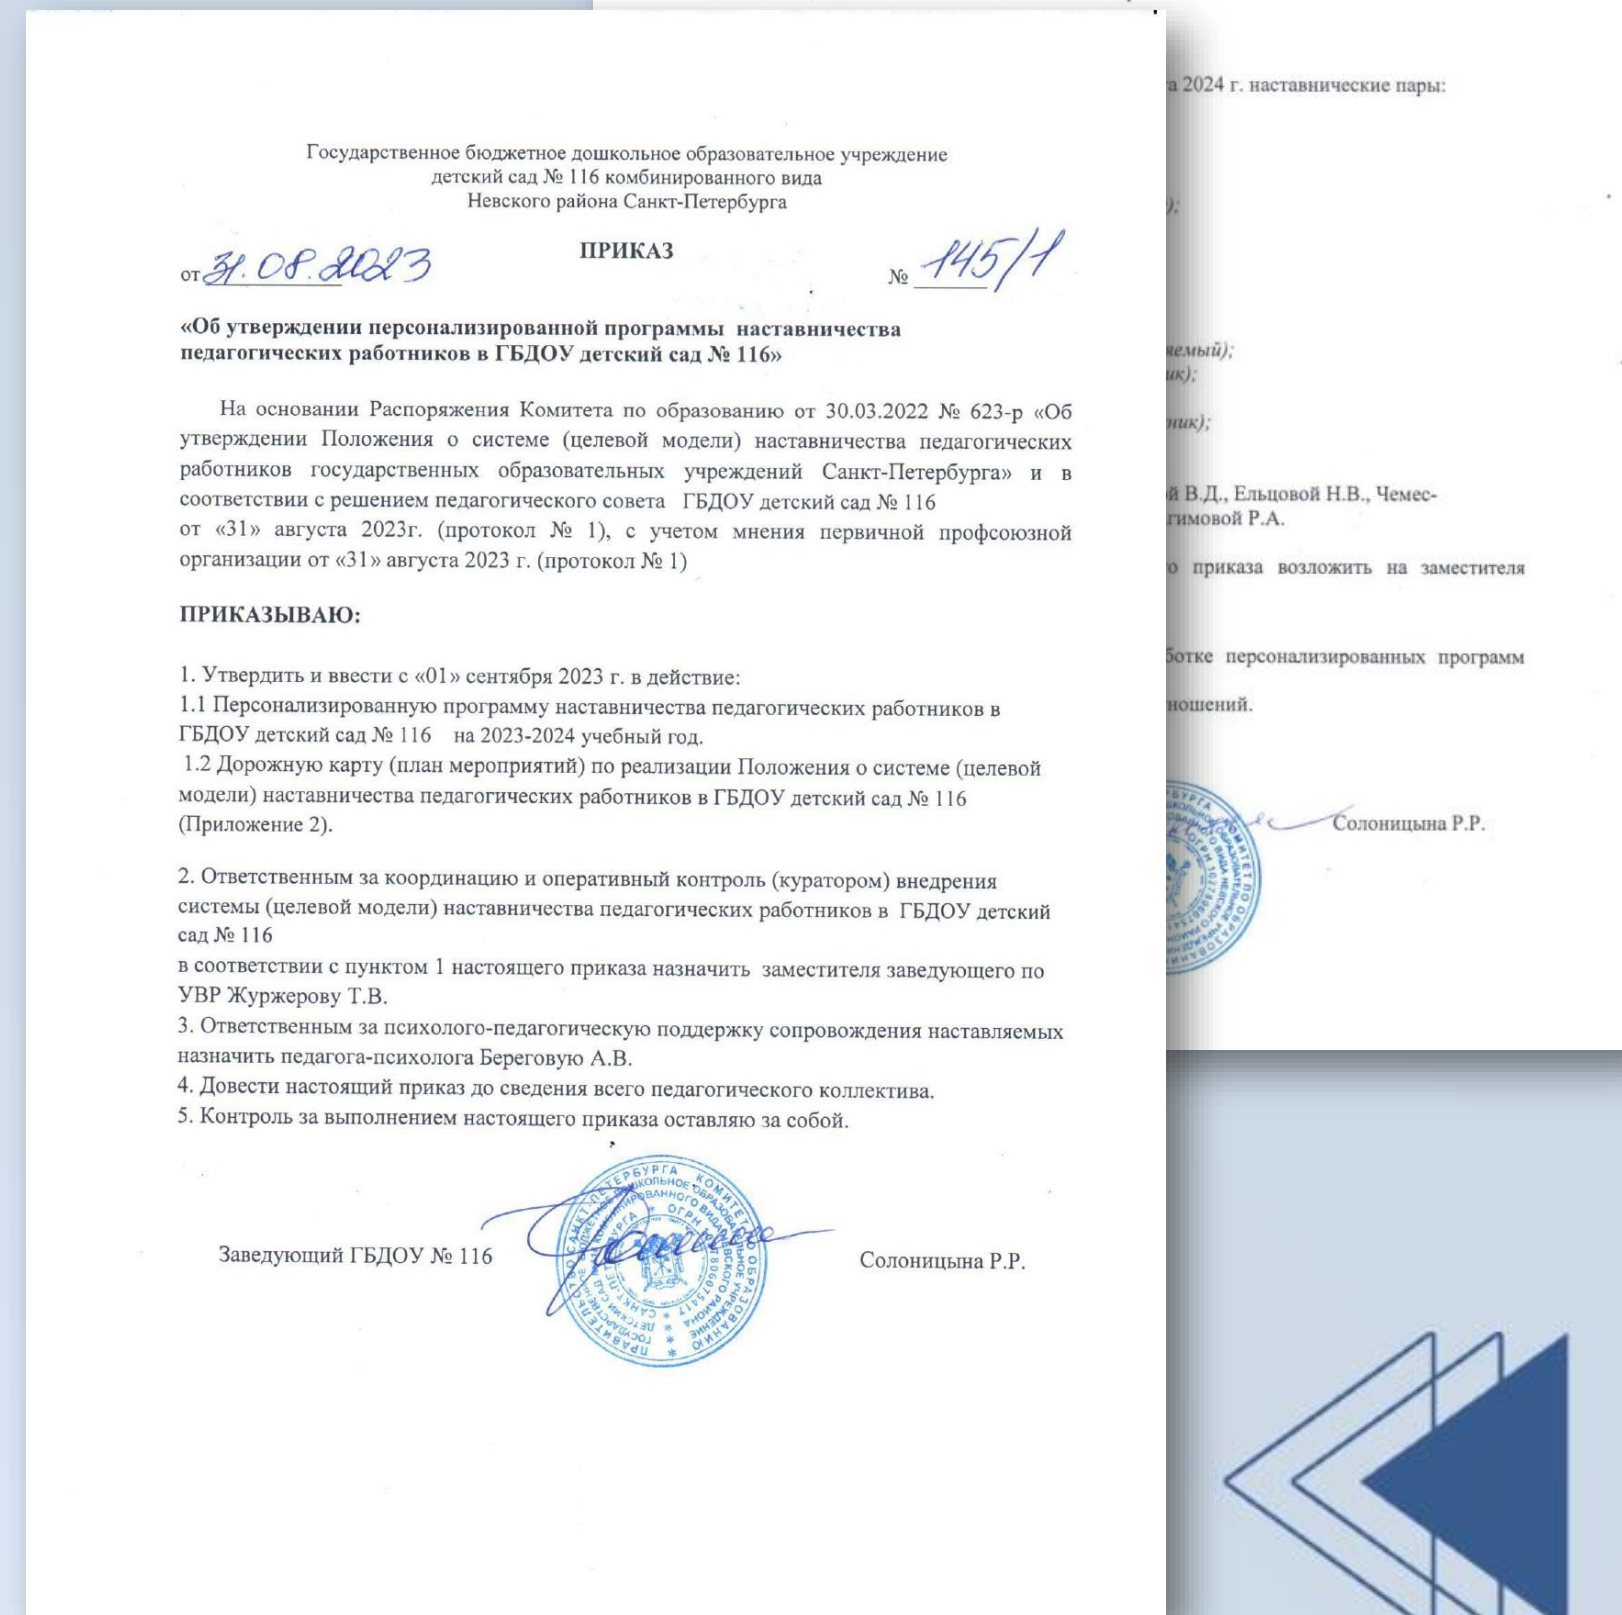 Государственное бюджетное дошкольное образовательное учреждение
детский сад № 116 комбинированного вида
Невского района Санкт-Петербурга
ПРИКАЗ
от 31.08.2023
№ 145/1
«Об утверждении персонализированной программы наставничества
педагогических работников в ГБДОУ детский сад № 116»
На основании Распоряжения Комитета по образованию от 30.03.2022 № 623-р «Об
утверждении Положения о системе (целевой модели) наставничества педагогических
работников государственных образовательных учреждений Санкт-Петербурга» и в
соответствии с решением педагогического совета ГБДОУ детский сад № 116
от «31» августа 2023г. (протокол № 1), с учетом мнения первичной профсоюзной
организации от «31» августа 2023 г. (протокол № 1)
ПРИКАЗЫВАЮ:
1. Утвердить и ввести с «01» сентября 2023 г. в действие:
1.1 Персонализированную программу наставничества педагогических работников в
ГБДОУ детский сад № 116 на 2023-2024 учебный год.
1.2 Дорожную карту (план мероприятий) по реализации Положения о системе (целевой
модели) наставничества педагогических работников в ГБДОУ детский сад № 116
(Приложение 2).
2. Ответственным за координацию и оперативный контроль (куратором) внедрения
системы (целевой модели) наставничества педагогических работников в ГБДОУ детский
сад № 116
в соответствии с пунктом 1 настоящего приказа назначить заместителя заведующего по
УВР Журжерову Т.В.
3. Ответственным за психолого-педагогическую поддержку сопровождения наставляемых
назначить педагога-психолога Береговую А.В.
4. Довести настоящий приказ до сведения всего педагогического коллектива.
5. Контроль за выполнением настоящего приказа оставляю за собой.
Заведующий ГБДОУ № 116
Солоницына Р.Р.
ПРАВИТЕЛЬСТВО САНКТ-ПЕТЕРБУРГА КОМИТЕТ ПО ОБРАЗОВАНИЮ
2024 г. наставнические пары:
В.Д., Ельцовой Н.В., Чемес-
Р.А.
приказа возложить на заместителя
персонализированных программ
Солоницына Р.Р.